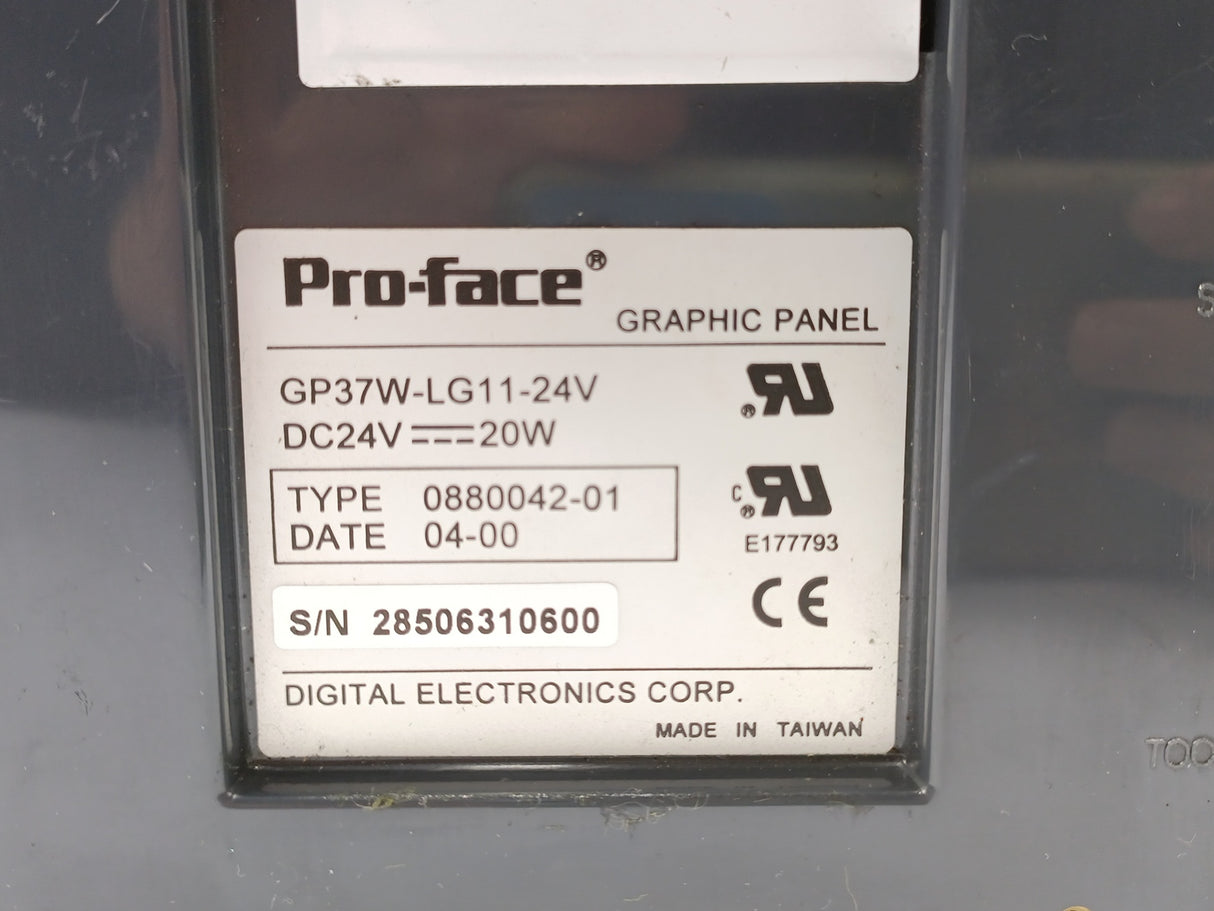 Pro-face®
GRAPHIC PANEL
GP37W-LG11-24V
DC24V ⎓ 20W
TYPE 0880042-01
DATE 04-00
S/N 28506310600
E177793
CE
DIGITAL ELECTRONICS CORP.
MADE IN TAIWAN
S
TOO